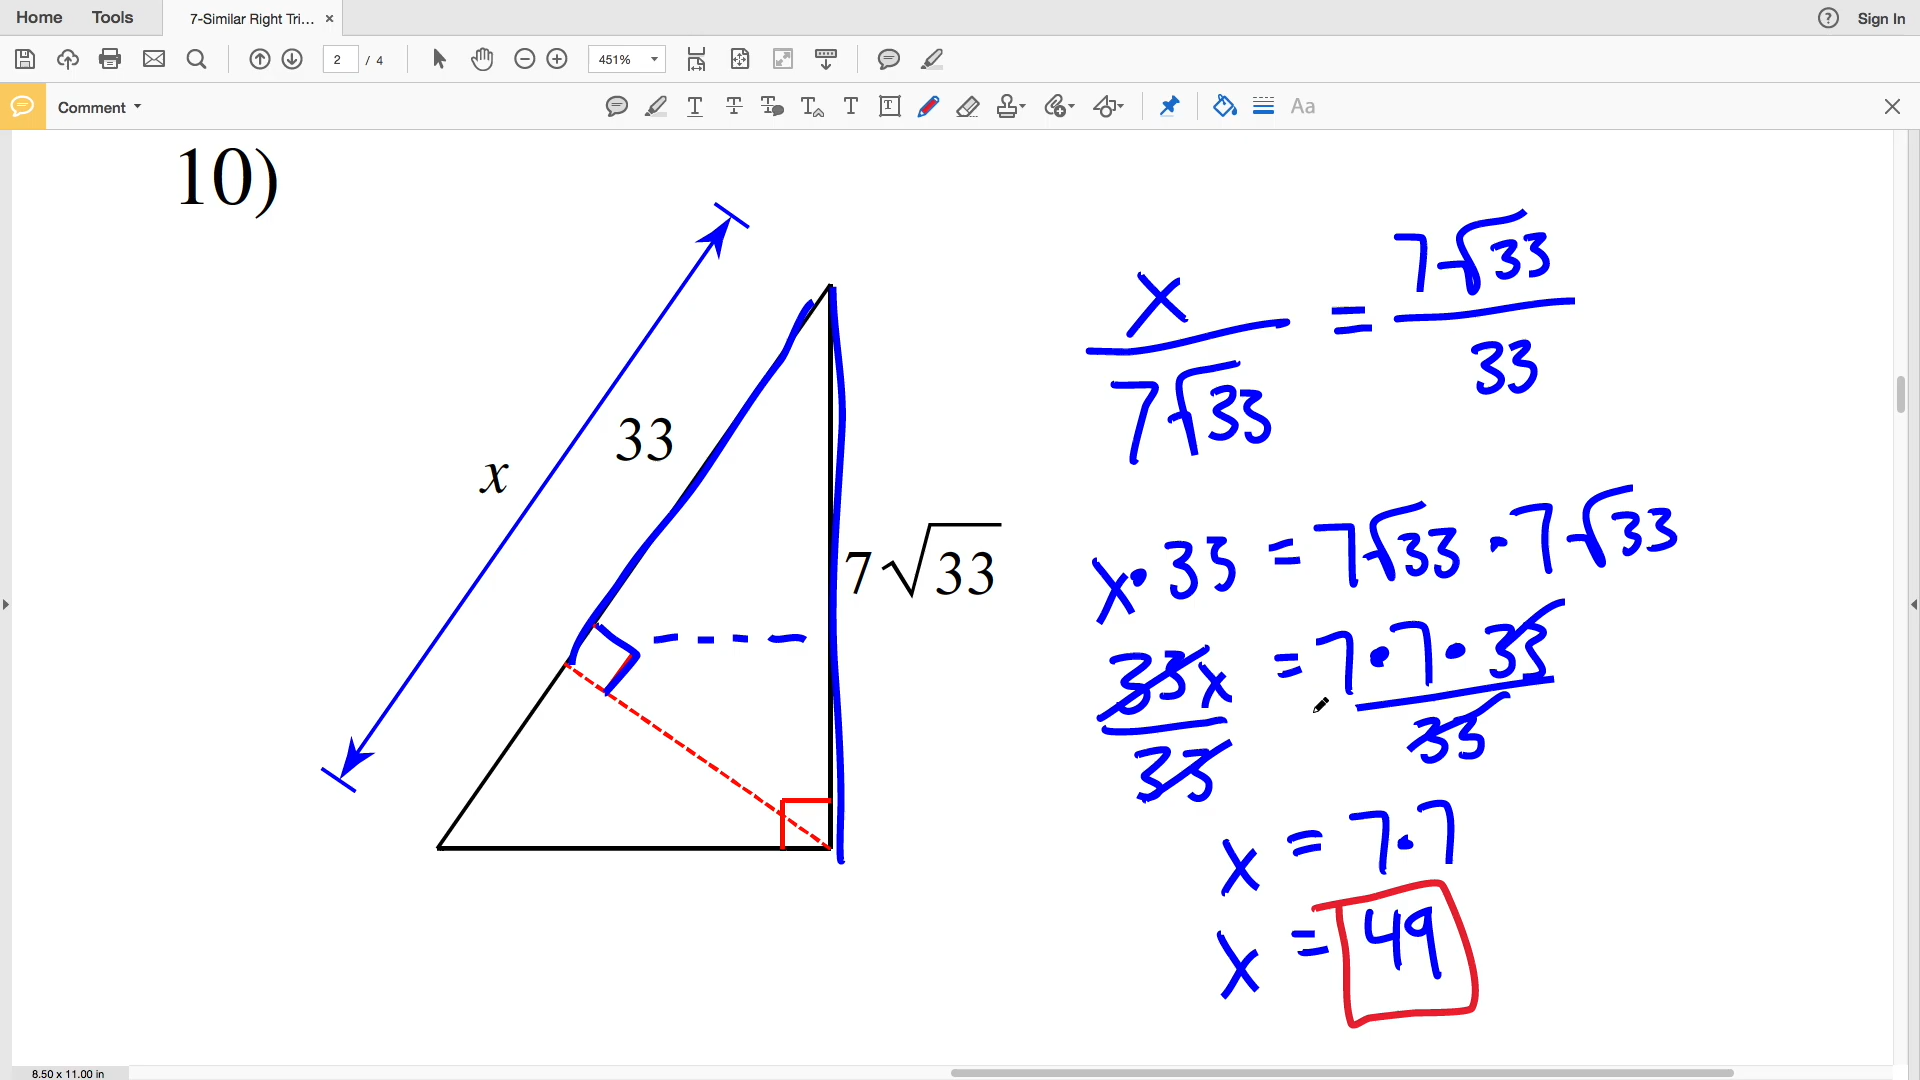 Home Tools 7-Similar Right Tri... × ? Sign In
2 / 4 451%
Comment Aa
10)
x
33
7√33
x/7√33 = 7√33/33
x·33 = 7√33 · 7√33
33x/33 = 7·7·33/33
x = 7·7
x = 49
8.50 x 11.00 in